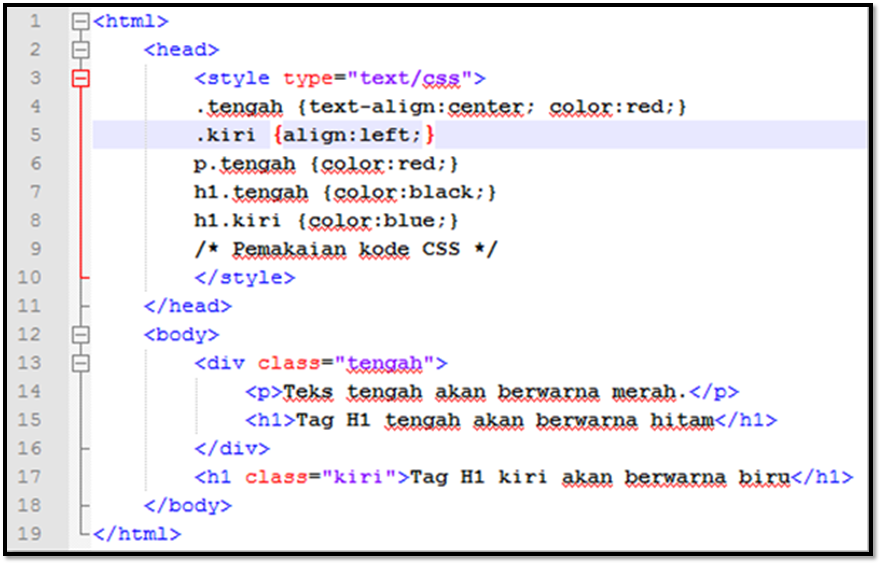 1 <html>
2 <head>
3 <style type="text/css">
4 .tengah {text-align:center; color:red;}
5 .kiri {align:left;}
6 p.tengah {color:red;}
7 h1.tengah {color:black;}
8 h1.kiri {color:blue;}
9 /* Pemakaian kode CSS */
10 </style>
11 </head>
12 <body>
13 <div class="tengah">
14 <p>Teks tengah akan berwarna merah.</p>
15 <h1>Tag H1 tengah akan berwarna hitam</h1>
16 </div>
17 <h1 class="kiri">Tag H1 kiri akan berwarna biru</h1>
18 </body>
19 </html>